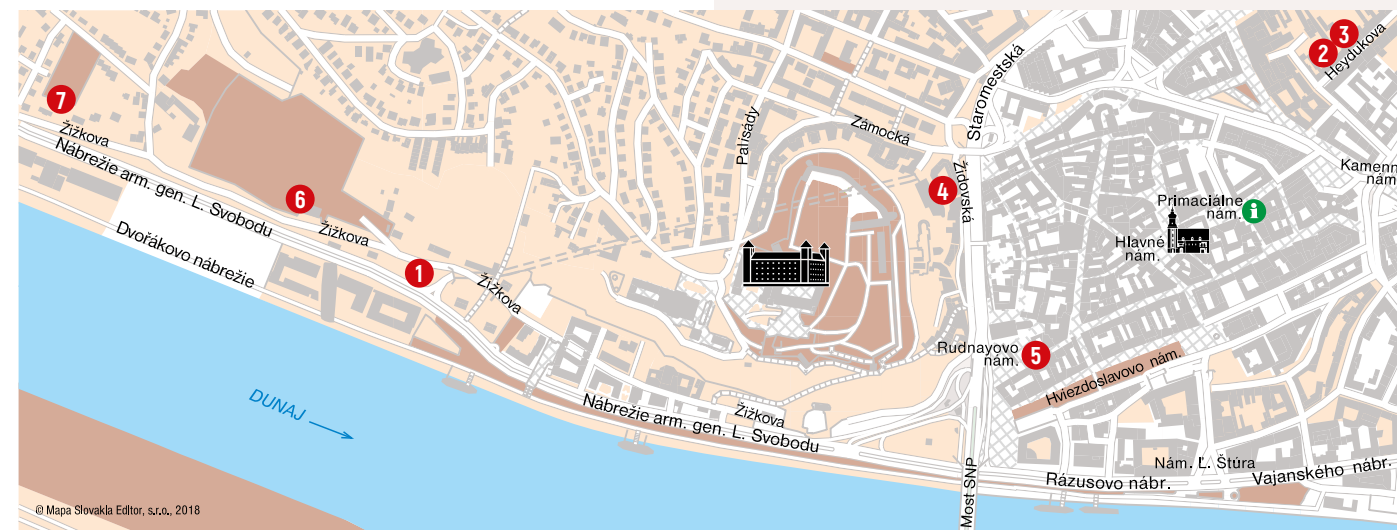 3
2
Heydukova
7
Žižkova
Nábrežie arm. gen. L. Svobodu
Staromestská
Palisády
Zámocká
Židovská
4
Kamenn
nám
Primaciálne
nám.
i
Hlavné
nám.
6
Žižkova
Dvořákovo nábrežie
1
Žižkova
Rudnayovo
nám.
5
Hviezdoslavovo nám.
DUNAJ
Nábrežie arm. gen. L. Svobodu
Žižkova
Nám. Ľ. Štúra
Vajanského nábr.
Rázusovo nábr.
Most SNP
© Mapa Slovakia Editor, s.r.o., 2018